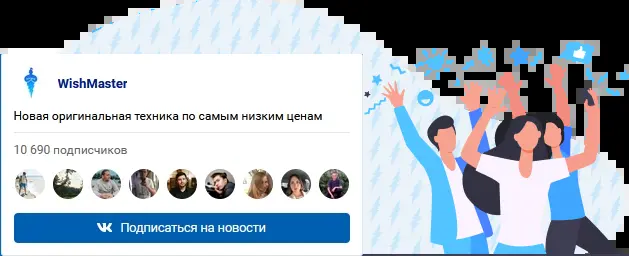 WishMaster
Новая оригинальная техника по самым низким ценам
10 690 подписчиков
Подписаться на новости